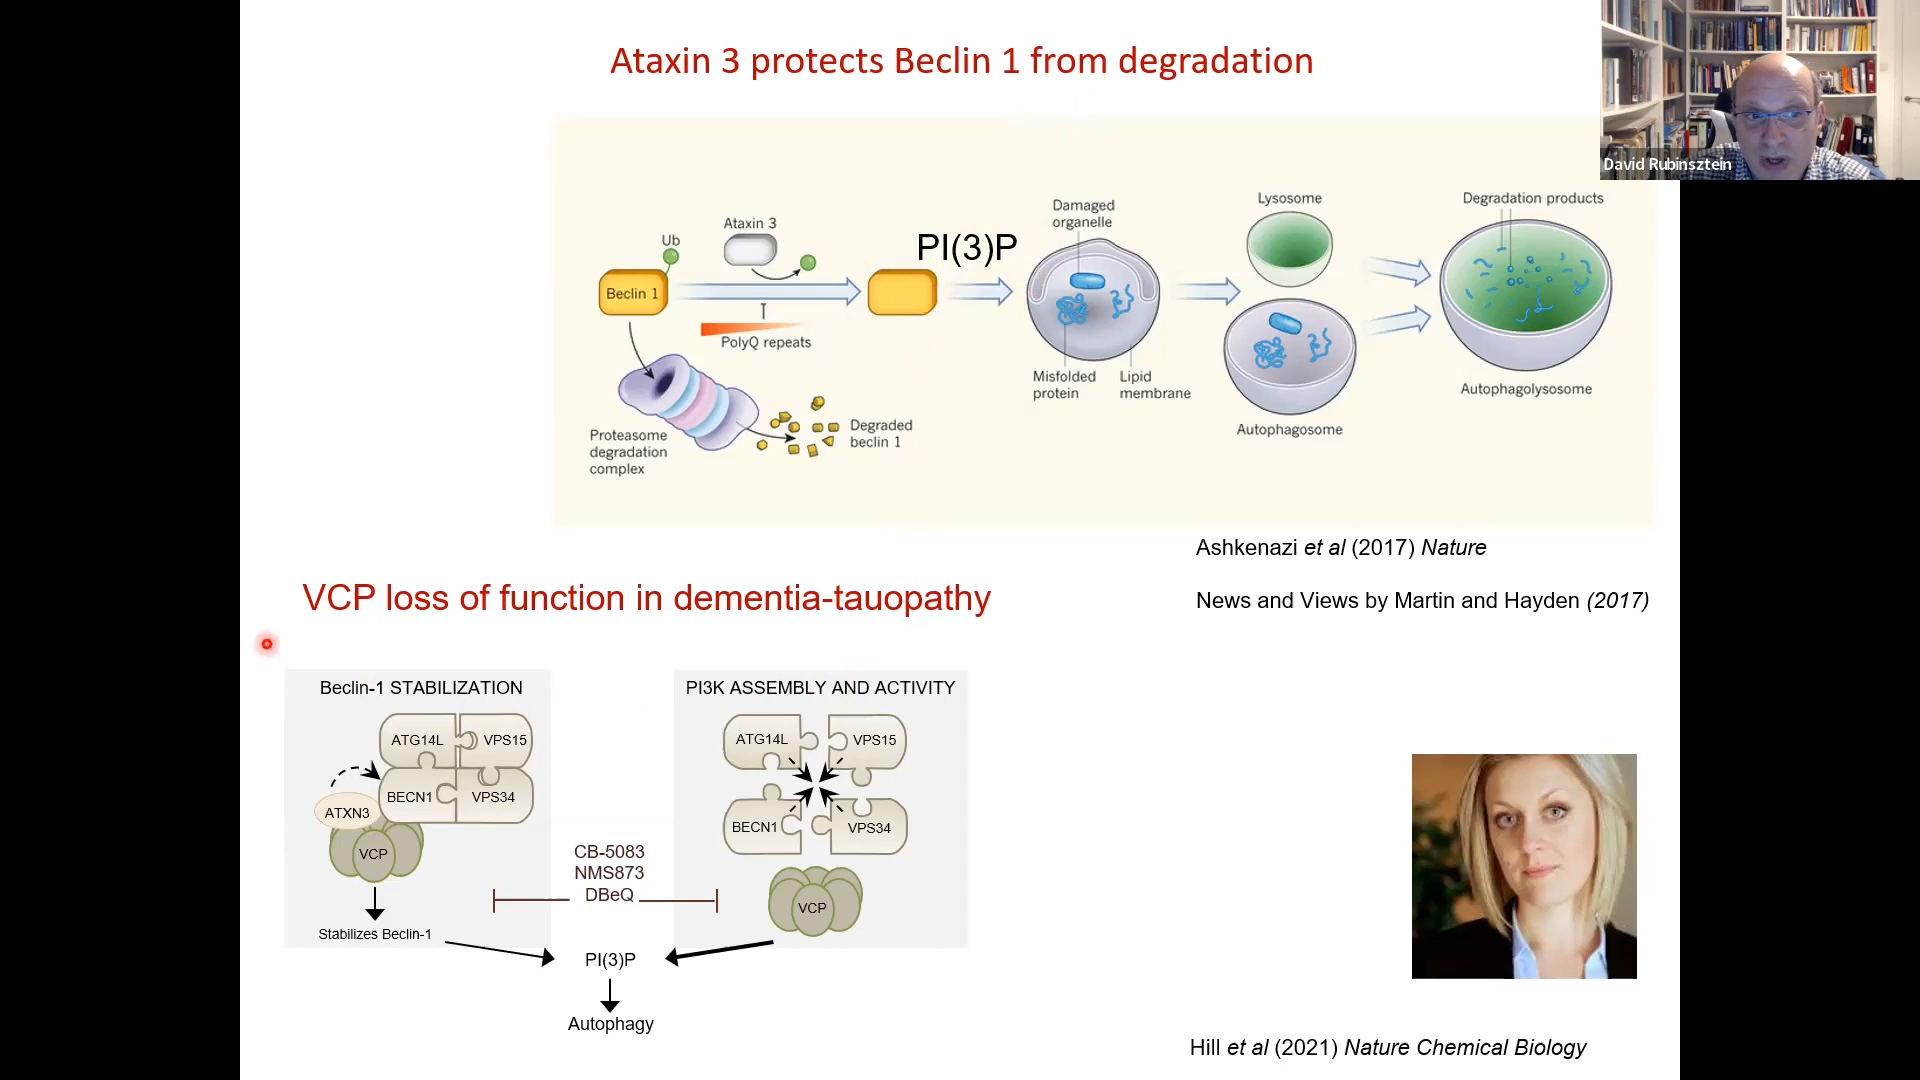 Ataxin 3 protects Beclin 1 from degradation
David Rubinsztein
Ub
Ataxin 3
PI(3)P
Damaged
organelle
Lysosome
Degradation products
Beclin 1
PolyQ repeats
Misfolded
protein
Lipid
membrane
Autophagosome
Autophagolysosome
Proteasome
degradation
complex
Degraded
beclin 1
Ashkenazi et al (2017) Nature
News and Views by Martin and Hayden (2017)
VCP loss of function in dementia-tauopathy
Beclin-1 STABILIZATION
ATG14L
VPS15
BECN1
VPS34
ATXN3
VCP
Stabilizes Beclin-1
CB-5083
NMS873
DBeQ
PI3K ASSEMBLY AND ACTIVITY
ATG14L
VPS15
BECN1
VPS34
VCP
PI(3)P
Autophagy
Hill et al (2021) Nature Chemical Biology